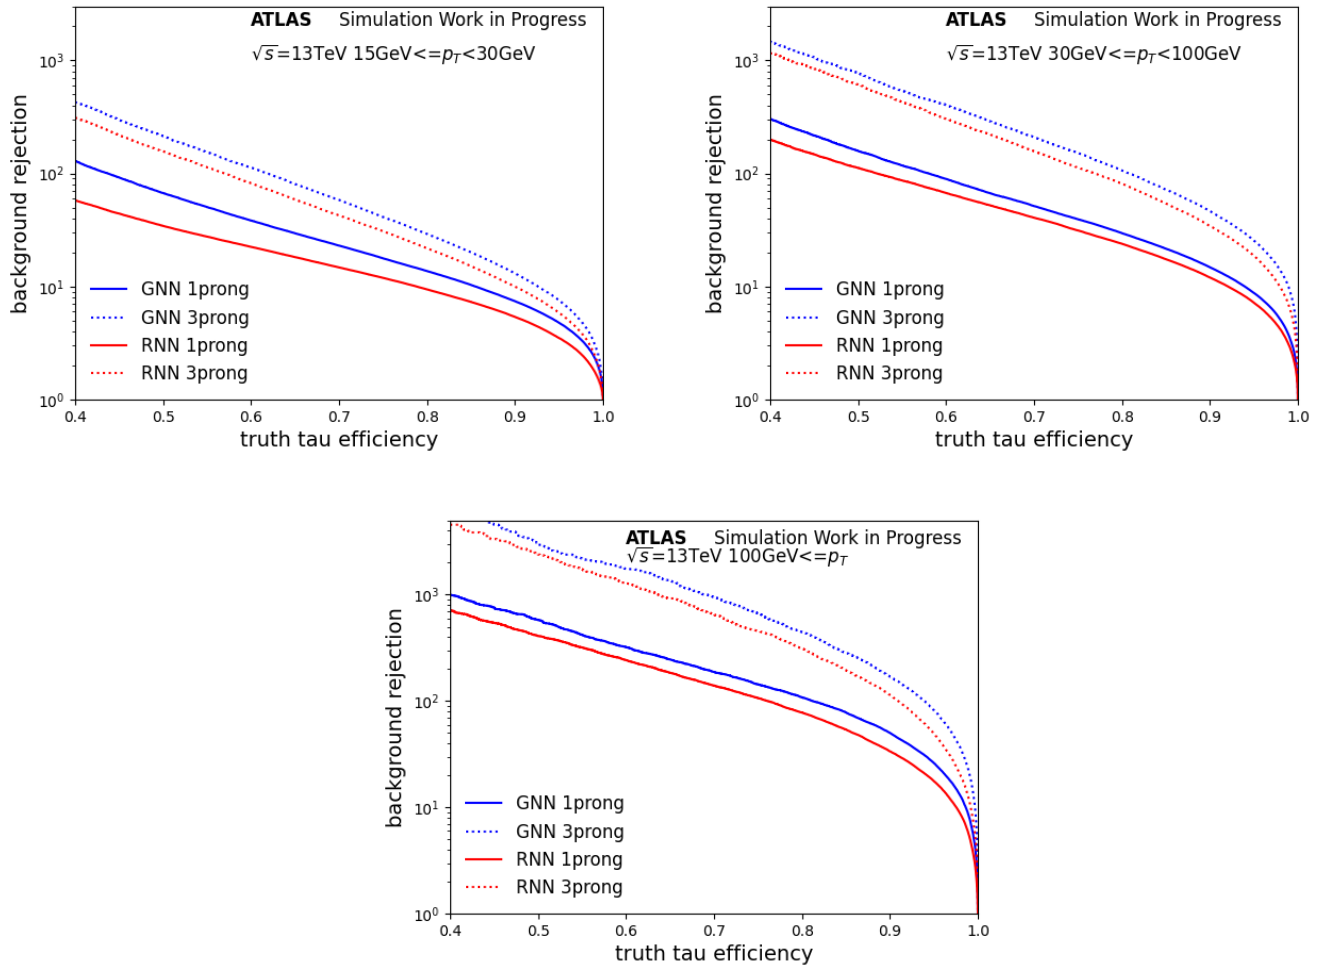 ATLAS Simulation Work in Progress
√s=13TeV 15GeV<=p_T<30GeV
10³
10²
10¹
10⁰
background rejection
GNN 1prong
GNN 3prong
RNN 1prong
RNN 3prong
0.4 0.5 0.6 0.7 0.8 0.9 1.0
truth tau efficiency
ATLAS Simulation Work in Progress
√s=13TeV 30GeV<=p_T<100GeV
10³
10²
10¹
10⁰
background rejection
GNN 1prong
GNN 3prong
RNN 1prong
RNN 3prong
0.4 0.5 0.6 0.7 0.8 0.9 1.0
truth tau efficiency
ATLAS Simulation Work in Progress
√s=13TeV 100GeV<=p_T
10³
10²
10¹
10⁰
background rejection
GNN 1prong
GNN 3prong
RNN 1prong
RNN 3prong
0.4 0.5 0.6 0.7 0.8 0.9 1.0
truth tau efficiency